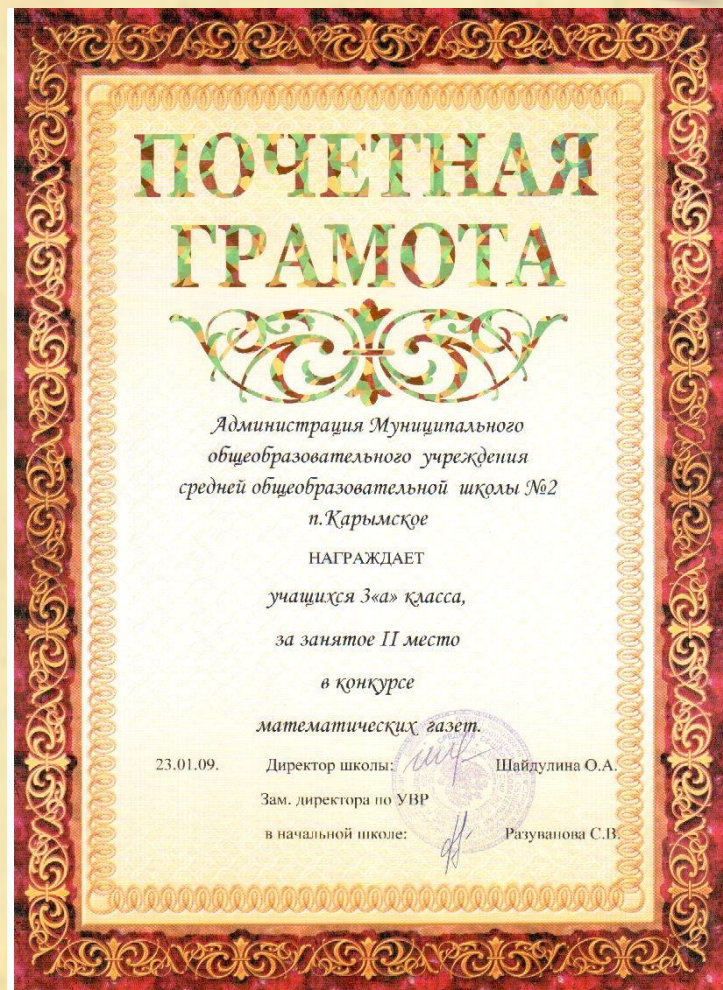 ПОЧЕТНАЯ
ГРАМОТА
Администрация Муниципального
общеобразовательного учреждения
средней общеобразовательной школы №2
п.Карымское
НАГРАЖДАЕТ
учащихся 3«а» класса,
за занятое II место
в конкурсе
математических газет.
23.01.09. Директор школы: Шайдулина О.А.
Зам. директора по УВР
в начальной школе: Разуванова С.В.